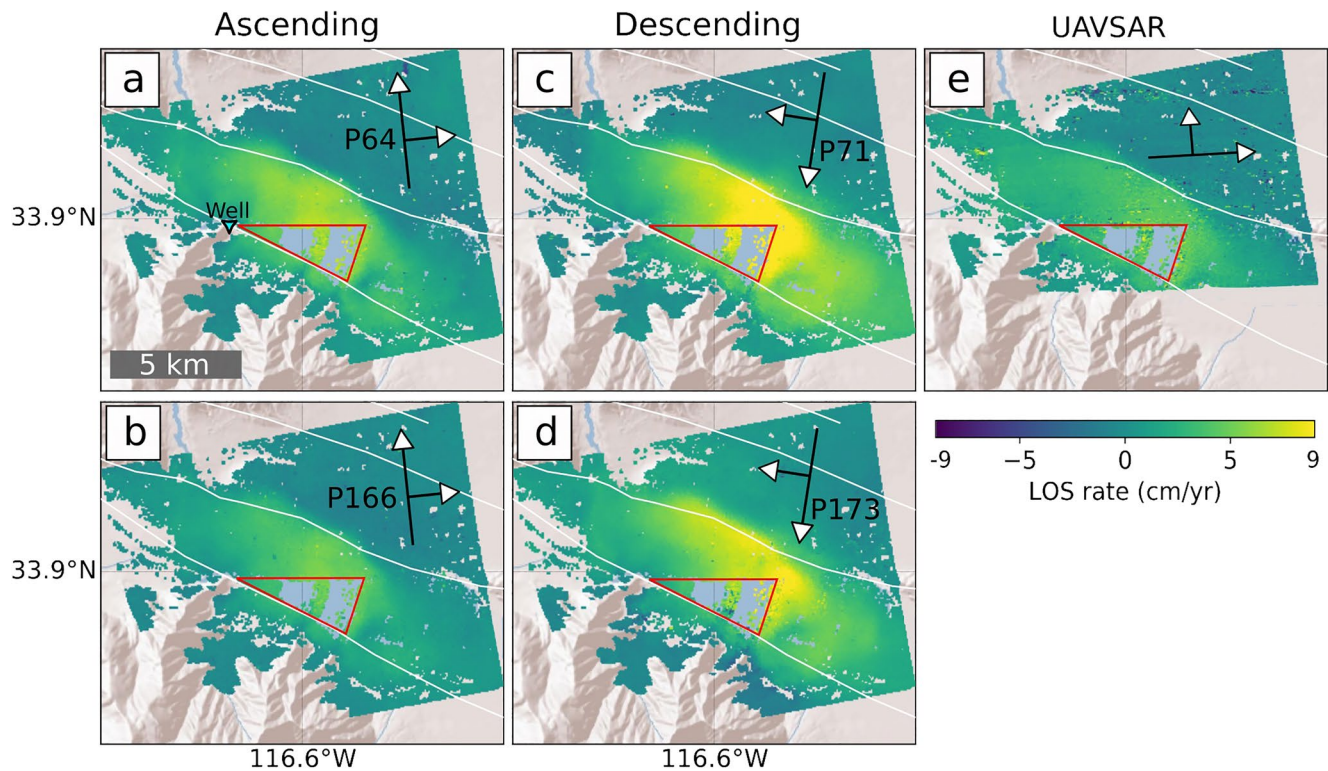 Ascending
Descending
UAVSAR
a
c
e
P64
P71
Well
33.9°N
5 km
b
d
P166
P173
33.9°N
-9
−5
0
5
9
LOS rate (cm/yr)
116.6°W
116.6°W